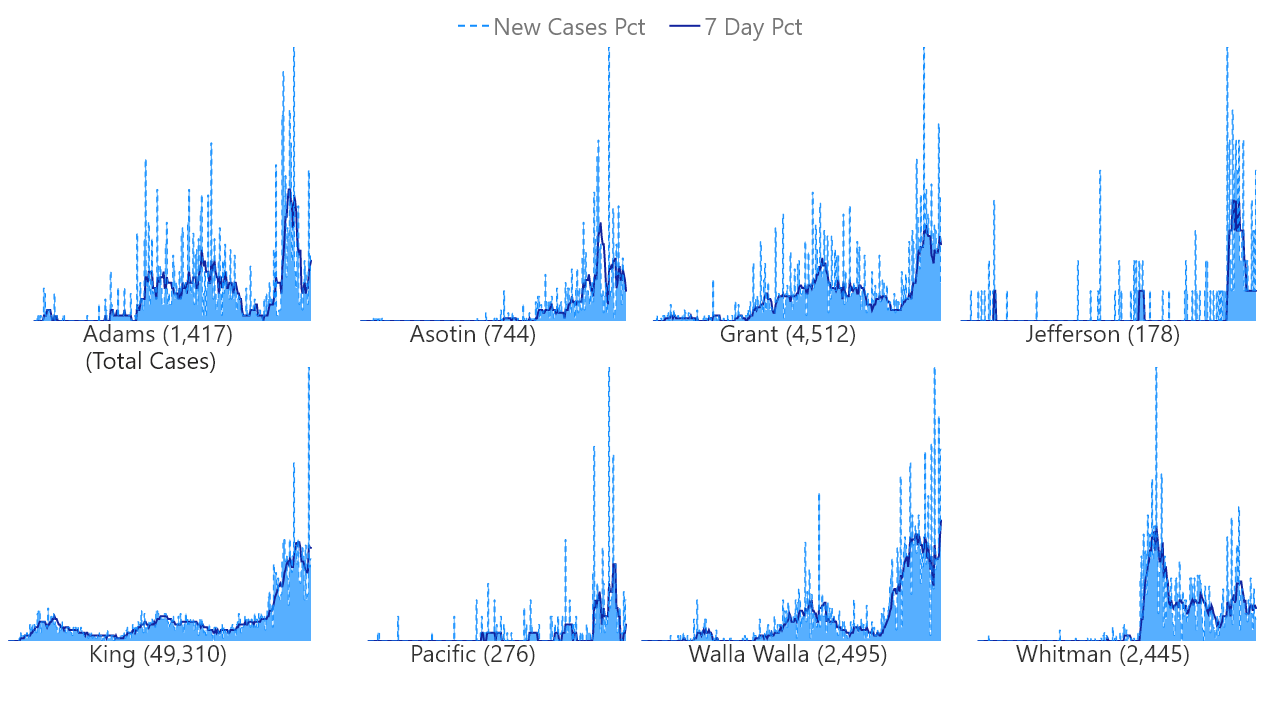 New Cases Pct 7 Day Pct
Adams (1,417)
(Total Cases)
Asotin (744)
Grant (4,512)
Jefferson (178)
King (49,310)
Pacific (276)
Walla Walla (2,495)
Whitman (2,445)